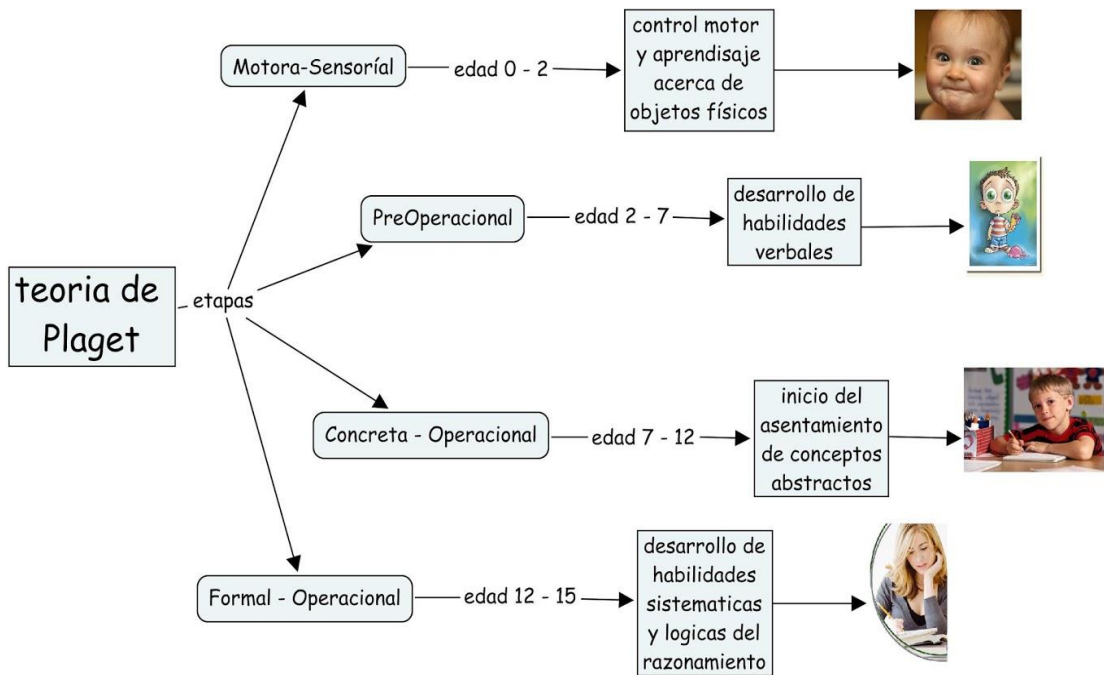 teoria de
Plaget
etapas
Motora-Sensoríal
edad 0 - 2
control motor
y aprendisaje
acerca de
objetos físicos
PreOperacional
edad 2 - 7
desarrollo de
habilidades
verbales
Concreta - Operacional
edad 7 - 12
inicio del
asentamiento
de conceptos
abstractos
Formal - Operacional
edad 12 - 15
desarrollo de
habilidades
sistematicas
y logicas del
razonamiento